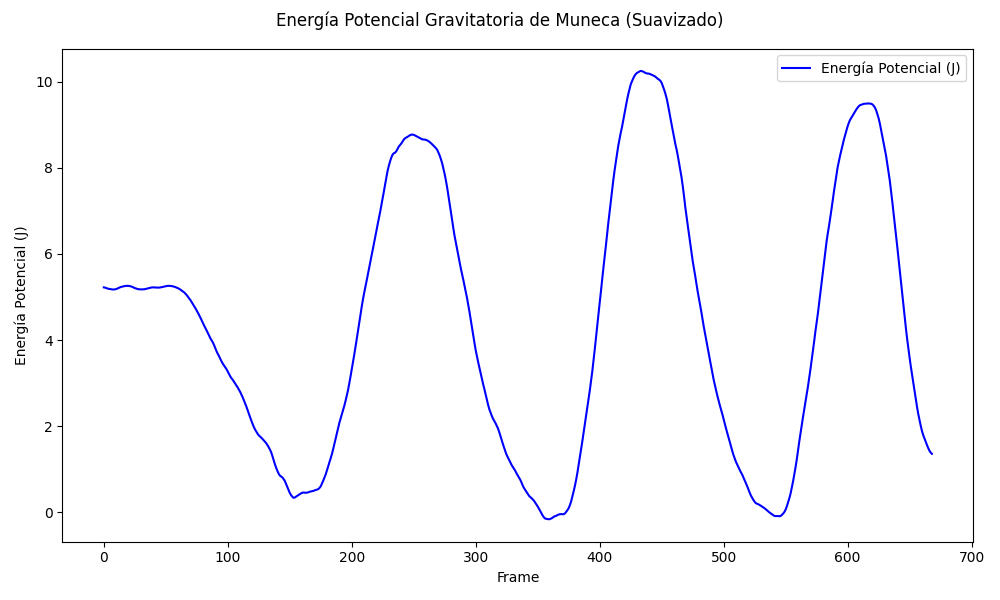 Energía Potencial Gravitatoria de Muneca (Suavizado)
Energía Potencial (J)
Energía Potencial (J)
10
8
6
4
2
0
0 100 200 300 400 500 600 700
Frame